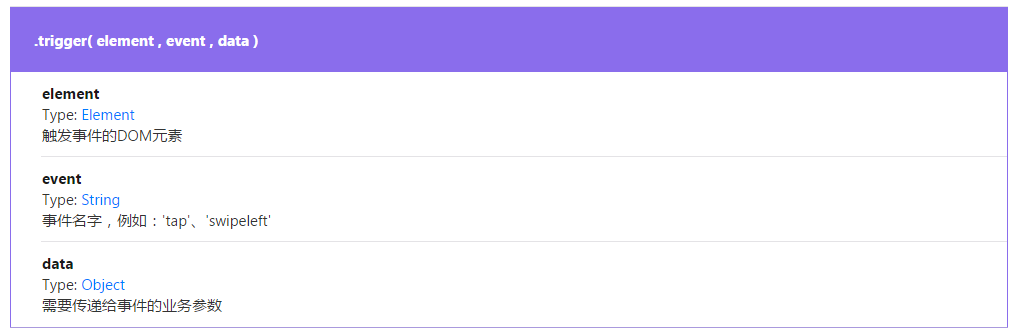 .trigger( element , event , data )
element
Type: Element
触发事件的DOM元素
event
Type: String
事件名字，例如：'tap'、'swipeleft'
data
Type: Object
需要传递给事件的业务参数